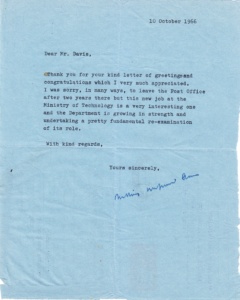 10 October 1966
Dear Mr. Davis,
Thank you for your kind letter of greetings and
congratulations which I very much appreciated.
I was sorry, in many ways, to leave the Post Office
after two years there but this new job at the
Ministry of Technology is a very interesting one
and the Department is growing in strength and
undertaking a pretty fundamental re-examination
of its role.
With kind regards,
Yours sincerely,